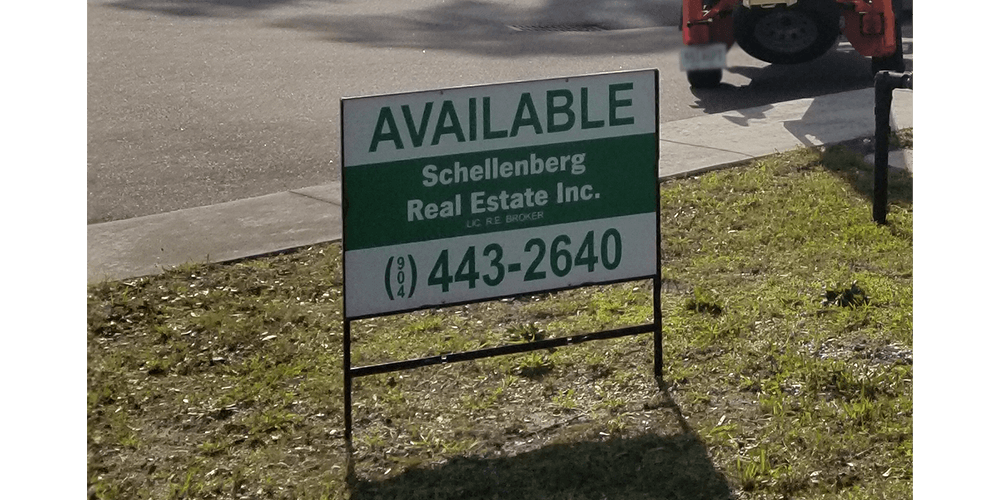 AVAILABLE
Schellenberg
Real Estate Inc.
LIC. R.E. BROKER
(904) 443-2640